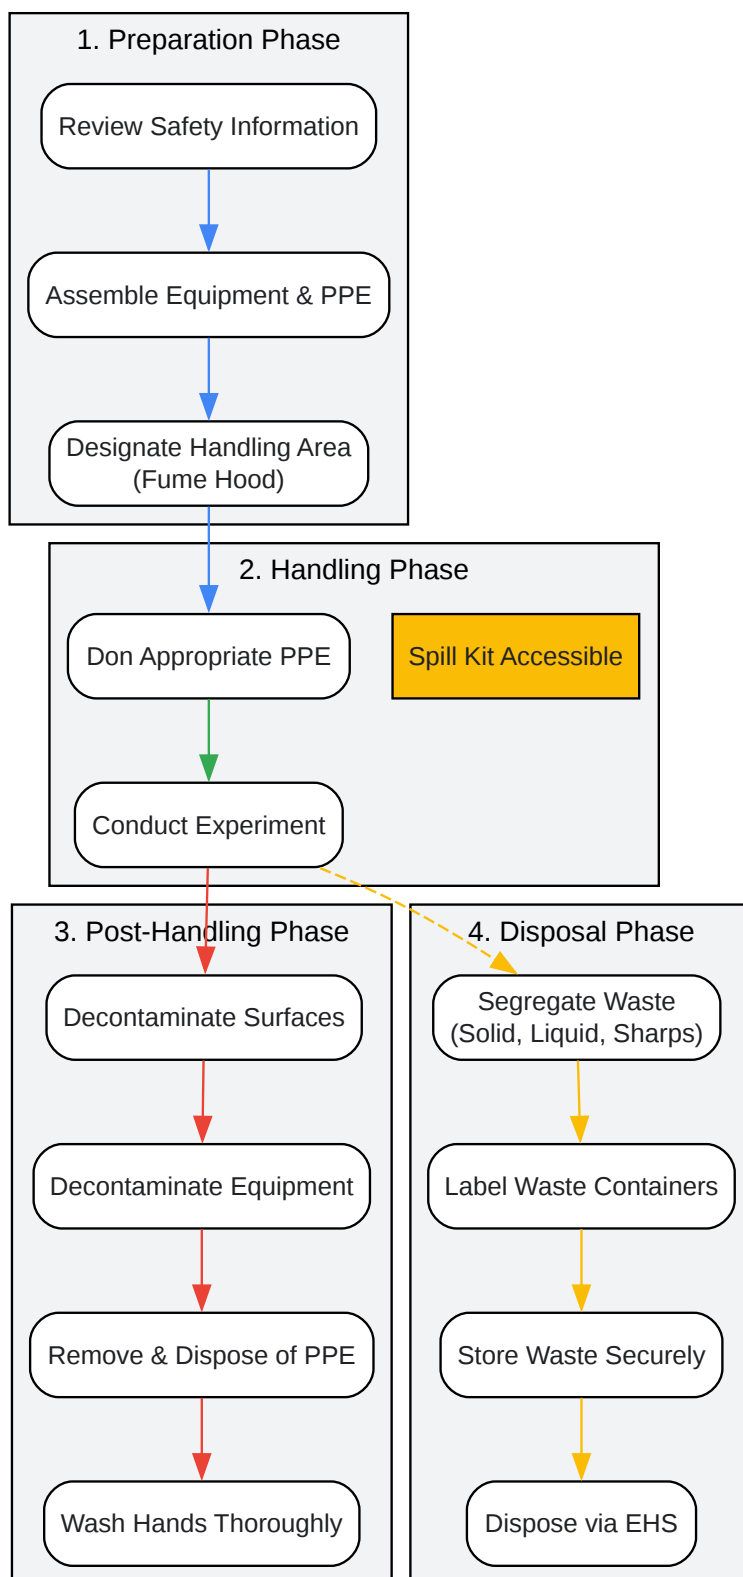 1. Preparation Phase
Review Safety Information
Assemble Equipment & PPE
Designate Handling Area
(Fume Hood)
2. Handling Phase
Don Appropriate PPE
Spill Kit Accessible
Conduct Experiment
3. Post-Handling Phase
Decontaminate Surfaces
Decontaminate Equipment
Remove & Dispose of PPE
Wash Hands Thoroughly
4. Disposal Phase
Segregate Waste
(Solid, Liquid, Sharps)
Label Waste Containers
Store Waste Securely
Dispose via EHS